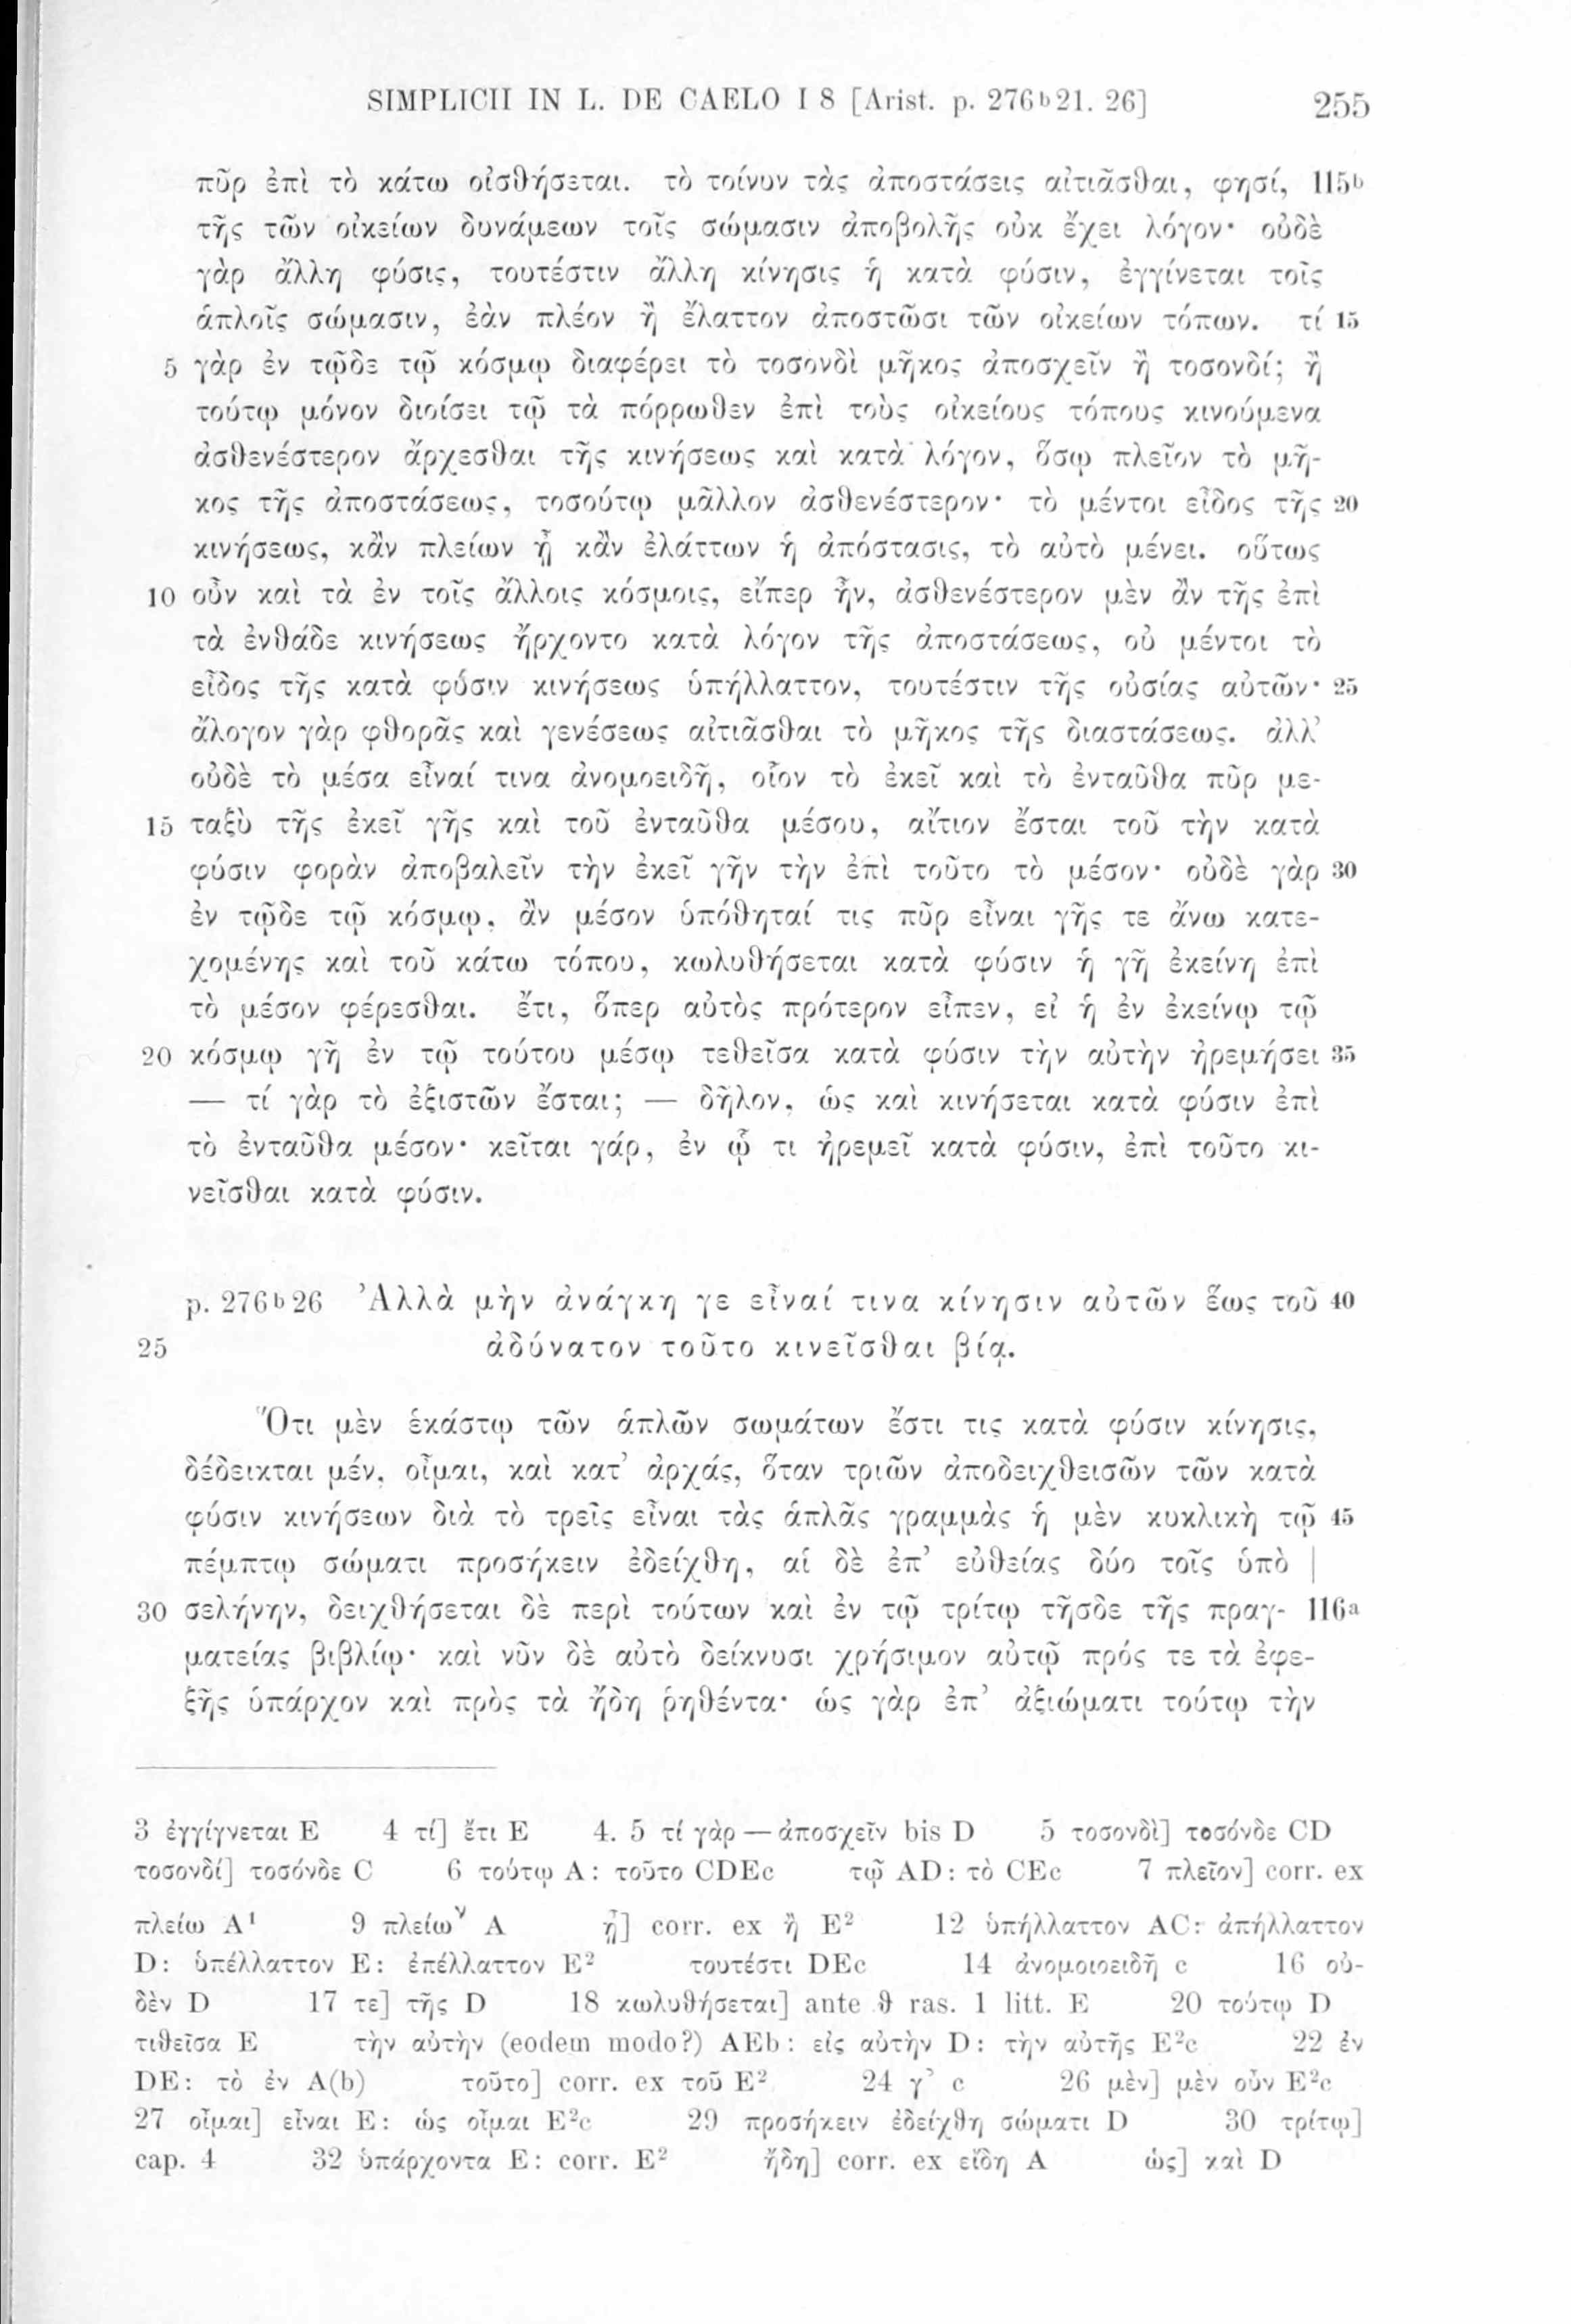 SIMPLICII IN L. DE CAELO I 8 [Arist. p. 276ᵇ21. 26] 255
πῦρ ἐπὶ τὸ κάτω οἰσθήσεται. τὸ τοίνυν τὰς ἀποστάσεις αἰτιᾶσθαι, φησί, 115ᵇ
τῆς τῶν οἰκείων δυνάμεων τοῖς σώμασιν ἀποβολῆς οὐκ ἔχει λόγον· οὐδὲ
γὰρ ἄλλη φύσις, τουτέστιν ἄλλη κίνησις ἡ κατὰ φύσιν, ἐγγίνεται τοῖς
ἁπλοῖς σώμασιν, ἐὰν πλέον ἢ ἔλαττον ἀποστῶσι τῶν οἰκείων τόπων. τί 15
5 γὰρ ἐν τῷδε τῷ κόσμῳ διαφέρει τὸ τοσονδὶ μῆκος ἀποσχεῖν ἢ τοσονδί; ἢ
τούτῳ μόνον διοίσει τῷ τὰ πόρρωθεν ἐπὶ τοὺς οἰκείους τόπους κινούμενα
ἀσθενέστερον ἄρχεσθαι τῆς κινήσεως καὶ κατὰ λόγον, ὅσῳ πλεῖον τὸ μῆ-
κος τῆς ἀποστάσεως, τοσούτῳ μᾶλλον ἀσθενέστερον· τὸ μέντοι εἶδος τῆς 20
κινήσεως, κἂν πλείων ᾖ κἂν ἐλάττων ἡ ἀπόστασις, τὸ αὐτὸ μένει. οὕτως
10 οὖν καὶ τὰ ἐν τοῖς ἄλλοις κόσμοις, εἴπερ ἦν, ἀσθενέστερον μὲν ἂν τῆς ἐπὶ
τὰ ἐνθάδε κινήσεως ἤρχοντο κατὰ λόγον τῆς ἀποστάσεως, οὐ μέντοι τὸ
εἶδος τῆς κατὰ φύσιν κινήσεως ὑπήλλαττον, τουτέστιν τῆς οὐσίας αὐτῶν· 25
ἄλογον γὰρ φθορᾶς καὶ γενέσεως αἰτιᾶσθαι τὸ μῆκος τῆς διαστάσεως. ἀλλ’
οὐδὲ τὸ μέσα εἶναί τινα ἀνομοειδῆ, οἷον τὸ ἐκεῖ καὶ τὸ ἐνταῦθα πῦρ με-
15 ταξὺ τῆς ἐκεῖ γῆς καὶ τοῦ ἐνταῦθα μέσου, αἴτιον ἔσται τοῦ τὴν κατὰ
φύσιν φορὰν ἀποβαλεῖν τὴν ἐκεῖ γῆν τὴν ἐπὶ τοῦτο τὸ μέσον· οὐδὲ γὰρ 30
ἐν τῷδε τῷ κόσμῳ, ἂν μέσον ὑπόθηταί τις πῦρ εἶναι γῆς τε ἄνω κατε-
χομένης καὶ τοῦ κάτω τόπου, κωλυθήσεται κατὰ φύσιν ἡ γῆ ἐκείνη ἐπὶ
τὸ μέσον φέρεσθαι. ἔτι, ὅπερ αὐτὸς πρότερον εἶπεν, εἰ ἡ ἐν ἐκείνῳ τῷ
20 κόσμῳ γῆ ἐν τῷ τούτου μέσῳ τεθεῖσα κατὰ φύσιν τὴν αὐτὴν ἠρεμήσει 35
— τί γὰρ τὸ ἐξιστῶν ἔσται; — δῆλον, ὡς καὶ κινήσεται κατὰ φύσιν ἐπὶ
τὸ ἐνταῦθα μέσον· κεῖται γάρ, ἐν ᾧ τι ἠρεμεῖ κατὰ φύσιν, ἐπὶ τοῦτο κι-
νεῖσθαι κατὰ φύσιν.
p. 276ᵇ26 Ἀλλὰ μὴν ἀνάγκη γε εἶναί τινα κίνησιν αὐτῶν ἕως τοῦ 40
25 ἀδύνατον τοῦτο κινεῖσθαι βίᾳ.
Ὅτι μὲν ἑκάστῳ τῶν ἁπλῶν σωμάτων ἔστι τις κατὰ φύσιν κίνησις,
δέδεικται μέν, οἶμαι, καὶ κατ’ ἀρχάς, ὅταν τριῶν ἀποδειχθεισῶν τῶν κατὰ
φύσιν κινήσεων διὰ τὸ τρεῖς εἶναι τὰς ἁπλᾶς γραμμὰς ἡ μὲν κυκλικὴ τῷ 45
πέμπτῳ σώματι προσήκειν ἐδείχθη, αἱ δὲ ἐπ’ εὐθείας δύο τοῖς ὑπὸ |
30 σελήνην, δειχθήσεται δὲ περὶ τούτων καὶ ἐν τῷ τρίτῳ τῆσδε τῆς πραγ- 116ᵃ
ματείας βιβλίῳ· καὶ νῦν δὲ αὐτὸ δείκνυσι χρήσιμον αὐτῷ πρός τε τὰ ἐφε-
ξῆς ὑπάρχον καὶ πρὸς τὰ ἤδη ῥηθέντα· ὡς γὰρ ἐπ’ ἀξιώματι τούτῳ τὴν
3 ἐγγίγνεται E 4 τί] ἔτι E 4. 5 τί γὰρ — ἀποσχεῖν bis D 5 τοσονδὶ] τοσόνδε CD
τοσονδί] τοσόνδε C 6 τούτῳ A: τοῦτο CDEc τῷ AD: τὸ CEc 7 πλεῖον] corr. ex
πλείω A¹ 9 πλείωᵛ A ᾖ] corr. ex ἢ E² 12 ὑπήλλαττον AC: ἀπήλλαττον
D: ὑπέλλαττον E: ἐπέλλαττον E² τουτέστι DEc 14 ἀνομοιοειδῆ c 16 οὐ-
δὲν D 17 τε] τῆς D 18 κωλυθήσεται] ante θ ras. 1 litt. E 20 τούτῳ D
τιθεῖσα E τὴν αὐτὴν (eodem modo?) AEb: εἰς αὐτὴν D: τὴν αὐτῆς E²c 22 ἐν
DE: τὸ ἐν A(b) τοῦτο] corr. ex τοῦ E² 24 γ’ c 26 μὲν] μὲν οὖν E²c
27 οἶμαι] εἶναι E: ὡς οἶμαι E²c 29 προσήκειν ἐδείχθη σώματι D 30 τρίτῳ]
cap. 4 32 ὑπάρχοντα E: corr. E² ἤδη] corr. ex εἴδη A ὡς] καὶ D